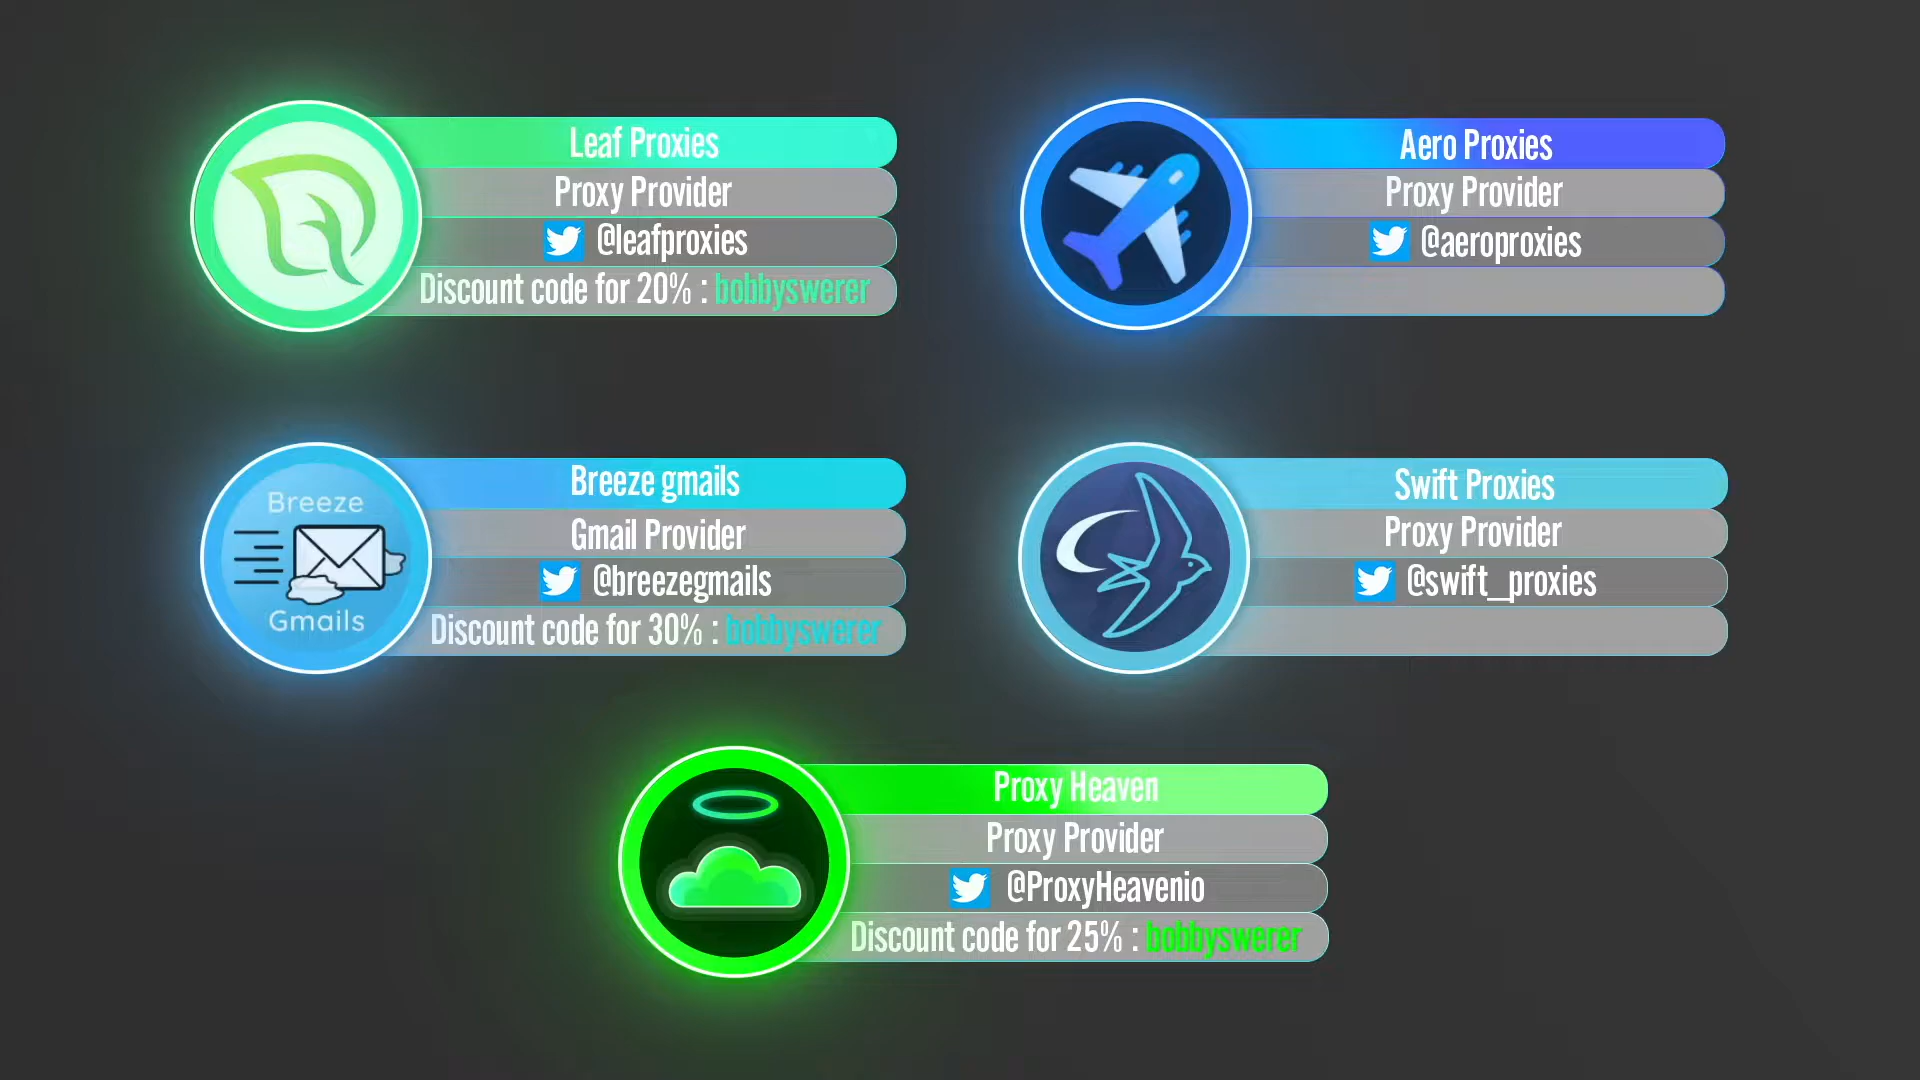 Leaf Proxies
Proxy Provider
@leafproxies
Discount code for 20% : bobbyswerer
Aero Proxies
Proxy Provider
@aeroproxies
Breeze
Gmails
Breeze gmails
Gmail Provider
@breezegmails
Discount code for 30% : bobbyswerer
Swift Proxies
Proxy Provider
@swift_proxies
Proxy Heaven
Proxy Provider
@ProxyHeavenio
Discount code for 25% : bobbyswerer